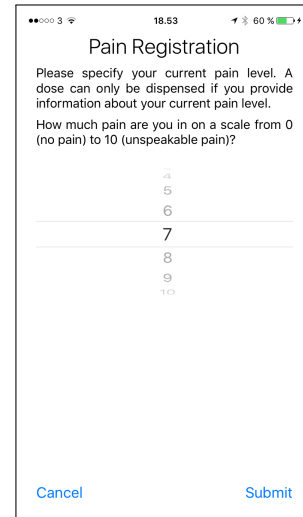 3 18.53 60 %
Pain Registration
Please specify your current pain level. A
dose can only be dispensed if you provide
information about your current pain level.
How much pain are you in on a scale from 0
(no pain) to 10 (unspeakable pain)?
4
5
6
7
8
9
10
Cancel Submit